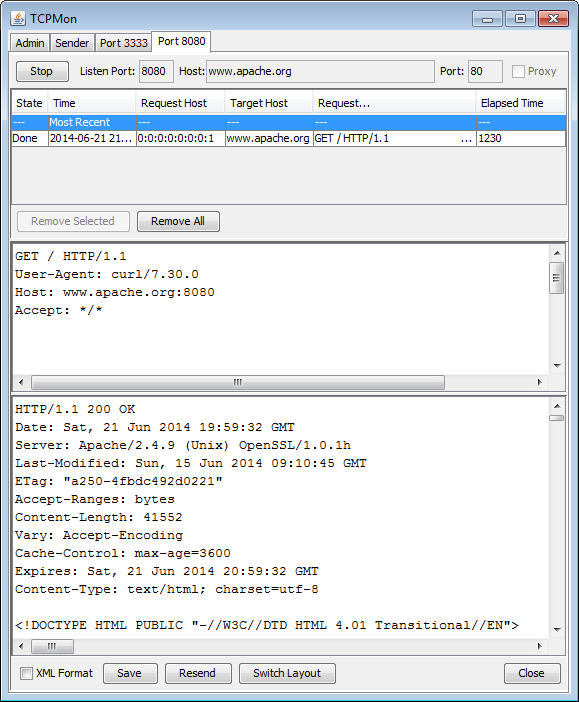 TCPMon
Admin Sender Port 3333 Port 8080
Stop Listen Port: 8080 Host: www.apache.org Port: 80 Proxy
State Time Request Host Target Host Request... Elapsed Time
--- Most Recent --- --- --- ---
Done 2014-06-21 21... 0:0:0:0:0:0:0:1 www.apache.org GET / HTTP/1.1 ... 1230
Remove Selected Remove All
GET / HTTP/1.1
User-Agent: curl/7.30.0
Host: www.apache.org:8080
Accept: */*
HTTP/1.1 200 OK
Date: Sat, 21 Jun 2014 19:59:32 GMT
Server: Apache/2.4.9 (Unix) OpenSSL/1.0.1h
Last-Modified: Sun, 15 Jun 2014 09:10:45 GMT
ETag: "a250-4fbdc492d0221"
Accept-Ranges: bytes
Content-Length: 41552
Vary: Accept-Encoding
Cache-Control: max-age=3600
Expires: Sat, 21 Jun 2014 20:59:32 GMT
Content-Type: text/html; charset=utf-8
<!DOCTYPE HTML PUBLIC "-//W3C//DTD HTML 4.01 Transitional//EN">
XML Format Save Resend Switch Layout Close